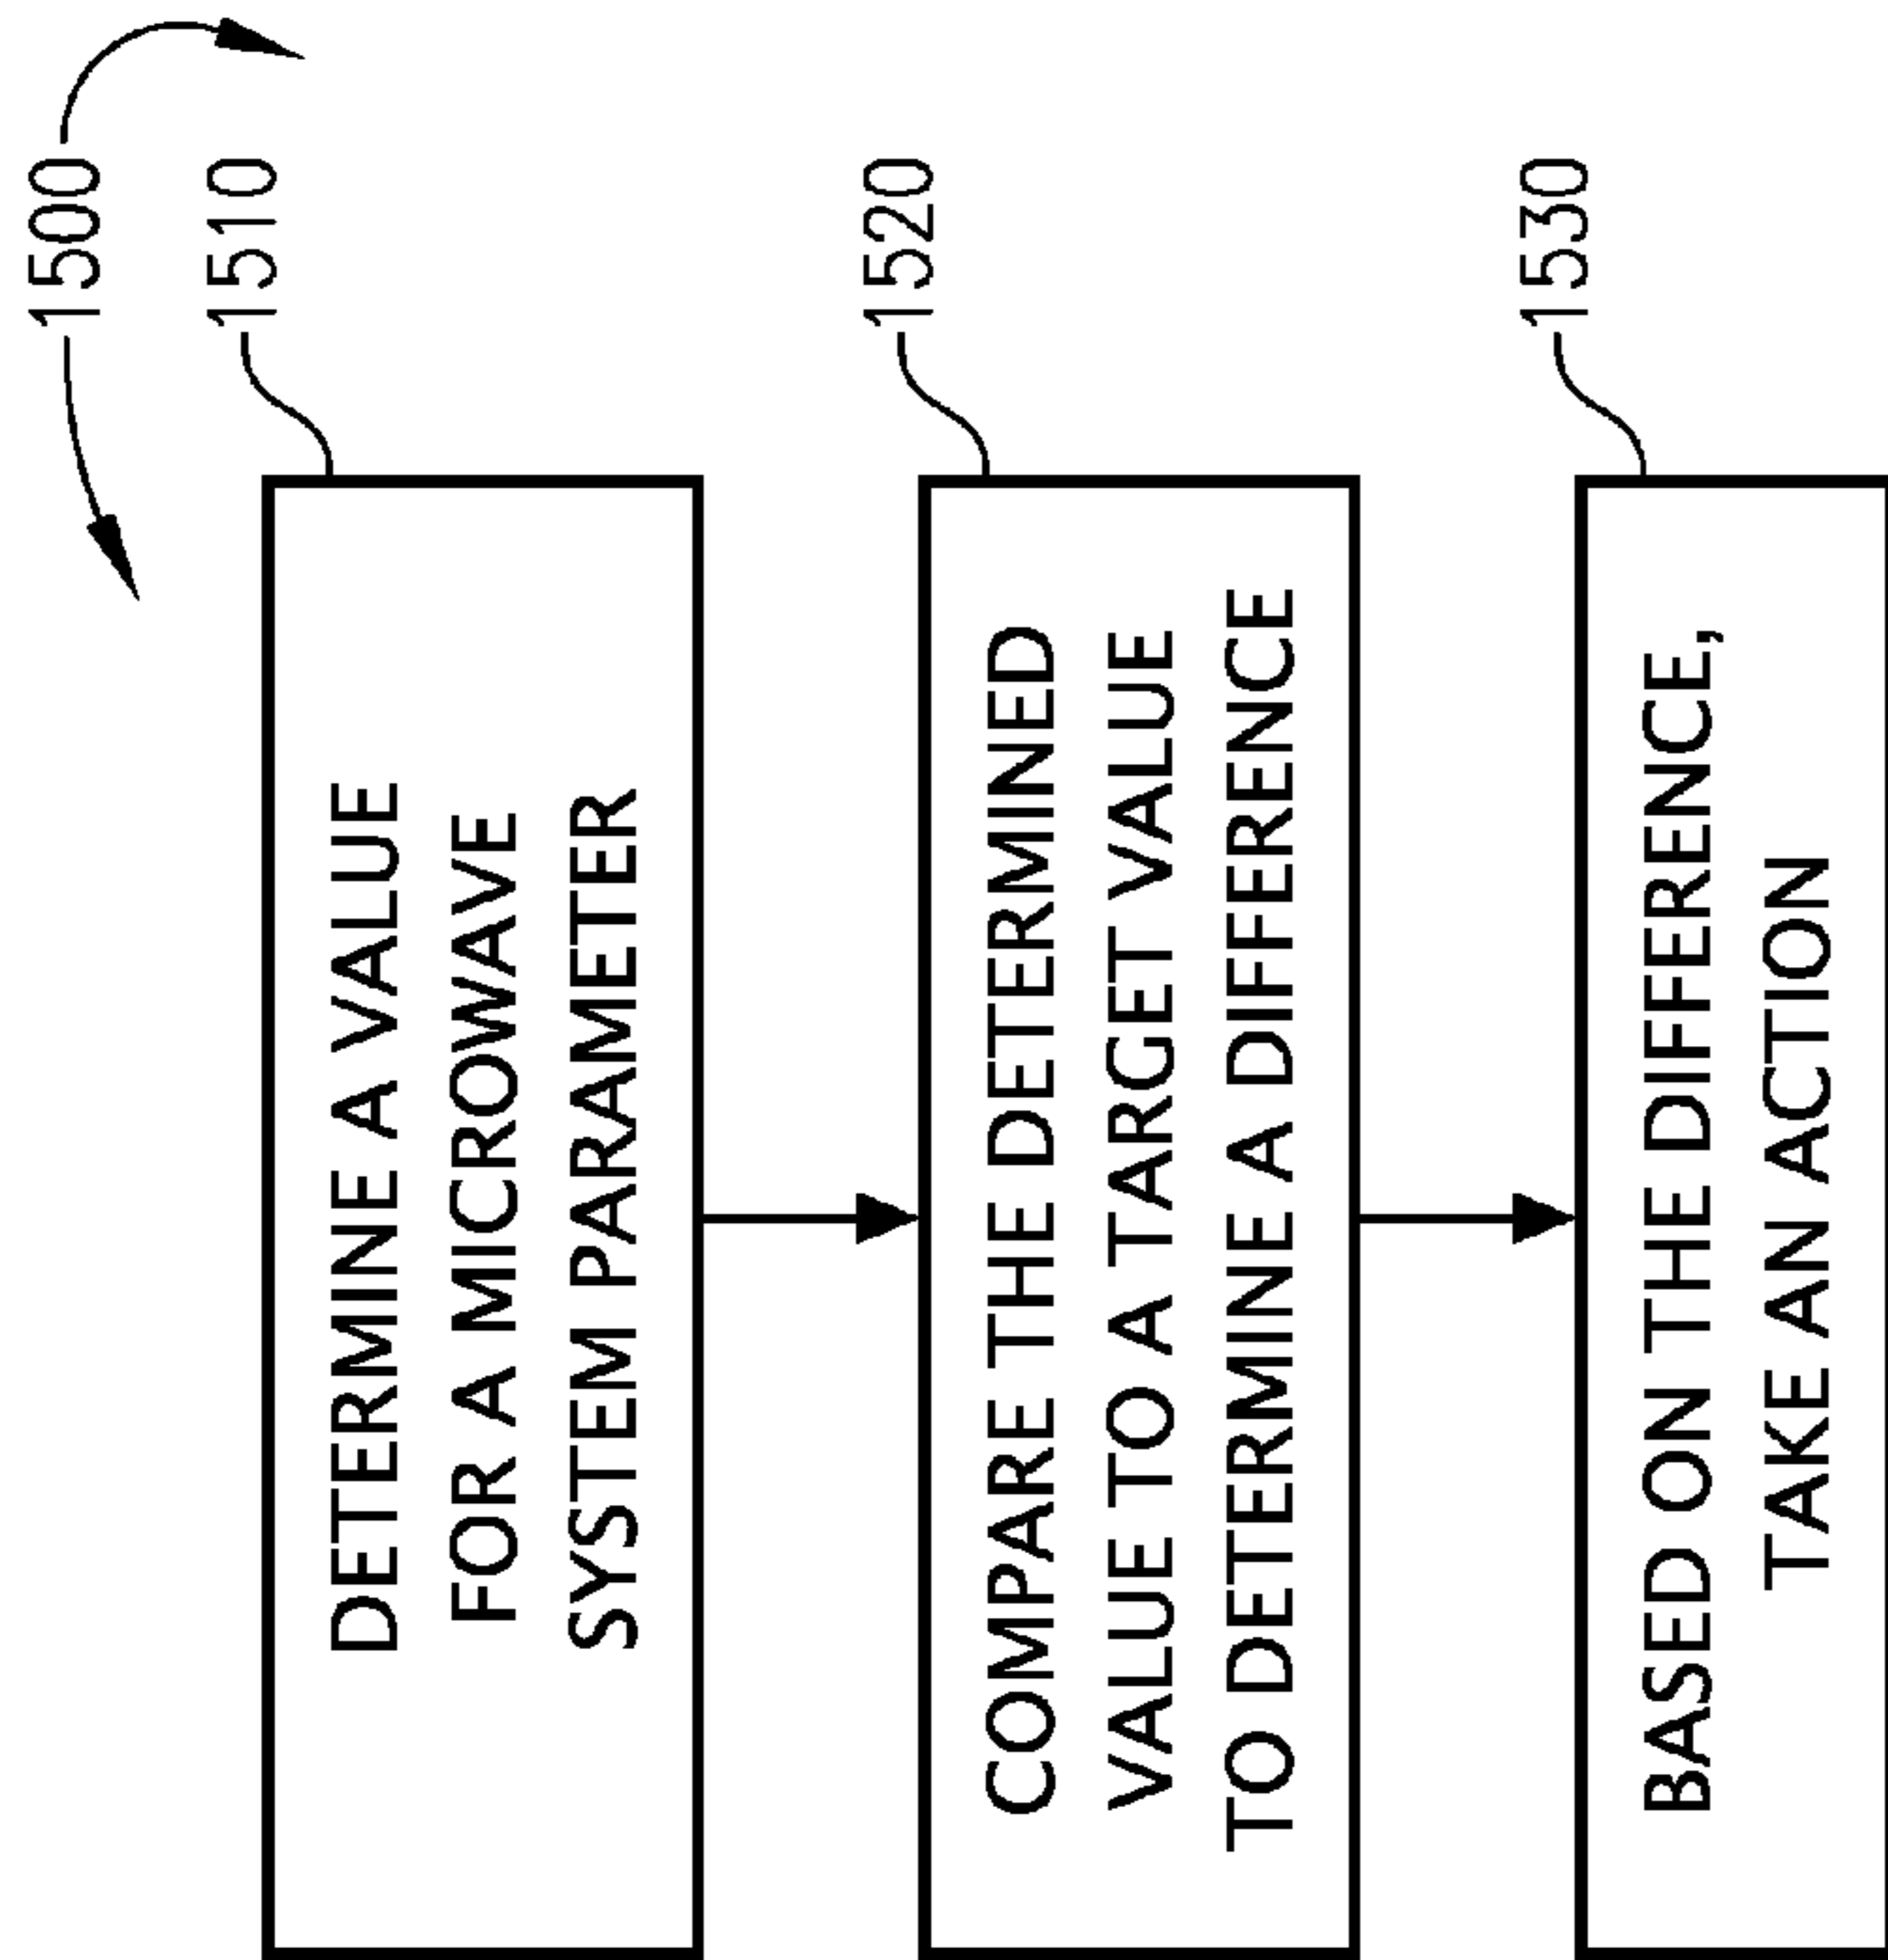 1500
1510
DETERMINE A VALUE
FOR A MICROWAVE
SYSTEM PARAMETER
1520
COMPARE THE DETERMINED
VALUE TO A TARGET VALUE
TO DETERMINE A DIFFERENCE
1530
BASED ON THE DIFFERENCE,
TAKE AN ACTION